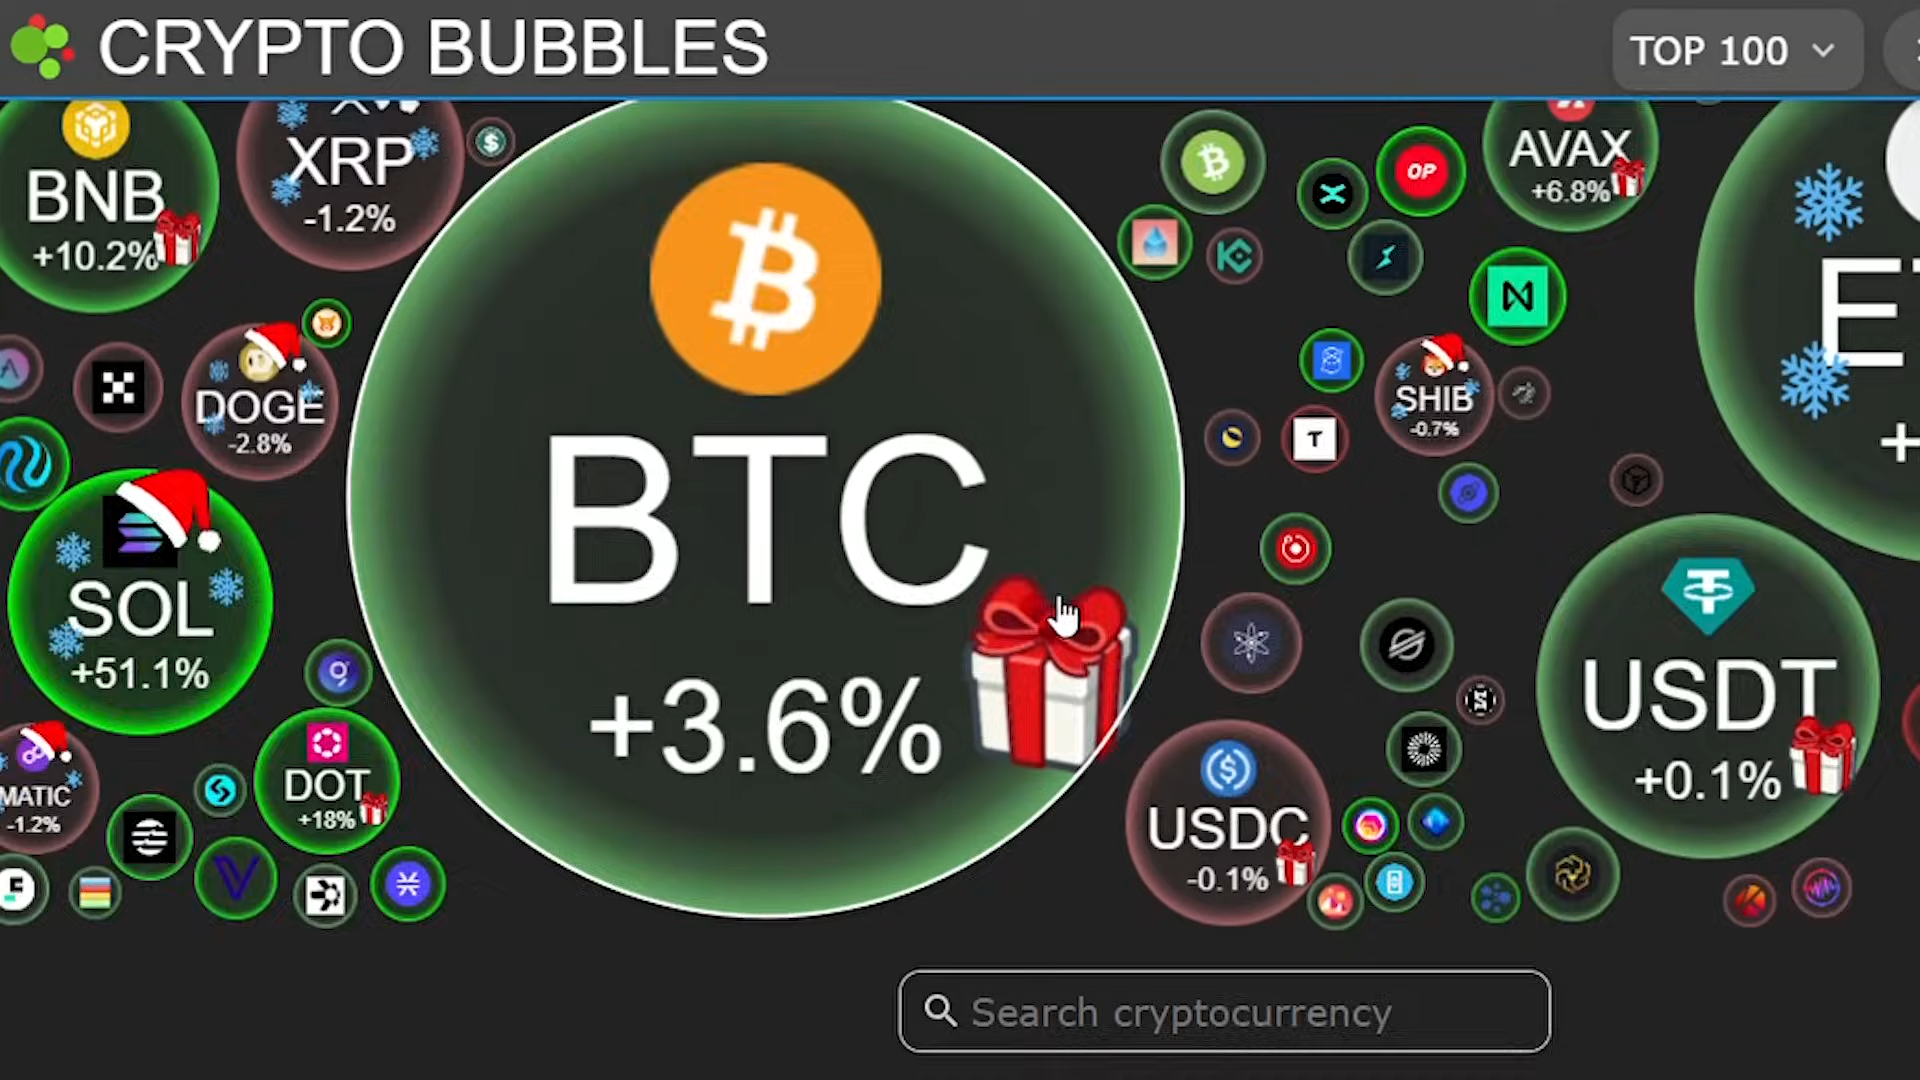 CRYPTO BUBBLES
TOP 100
BNB
+10.2%
XRP
-1.2%
OP
AVAX
+6.8%
DOGE
-2.8%
BTC
+3.6%
SHIB
-0.7%
T
SOL
+51.1%
USDT
+0.1%
MATIC
-1.2%
DOT
+18%
USDC
-0.1%
Search cryptocurrency